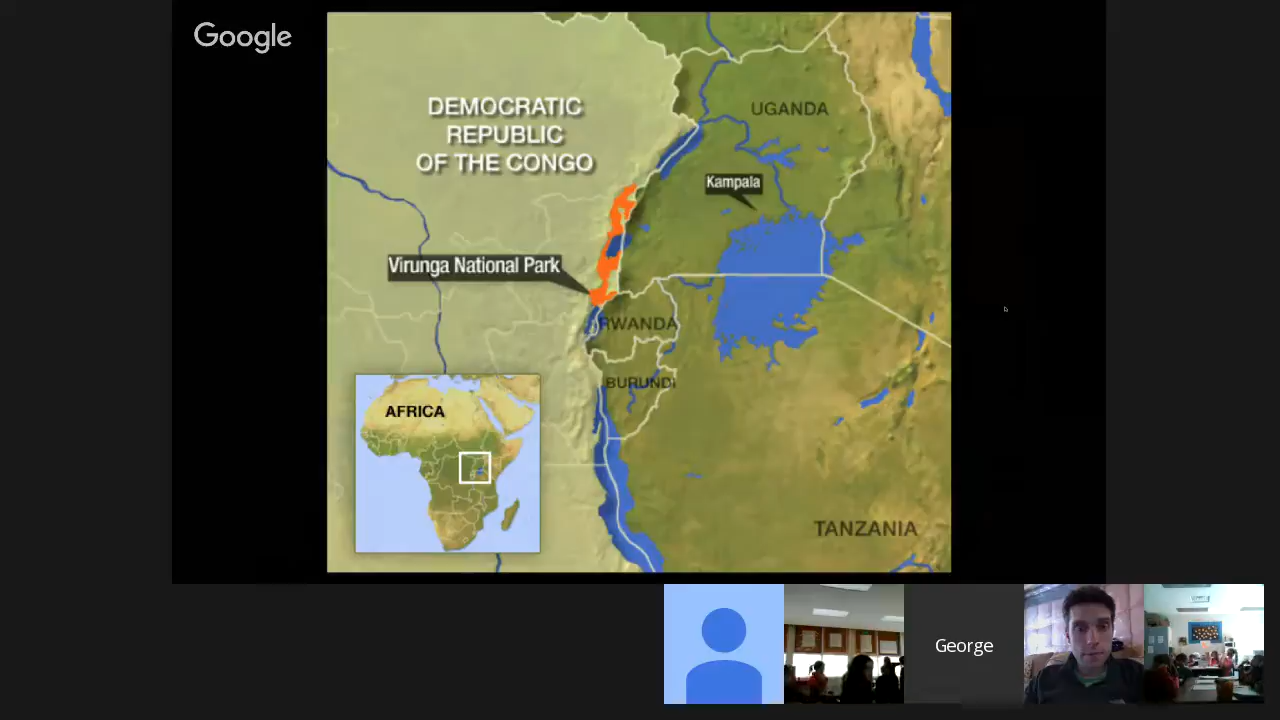 Google
DEMOCRATIC
REPUBLIC
OF THE CONGO
UGANDA
Kampala
Virunga National Park
RWANDA
BURUNDI
AFRICA
TANZANIA
George